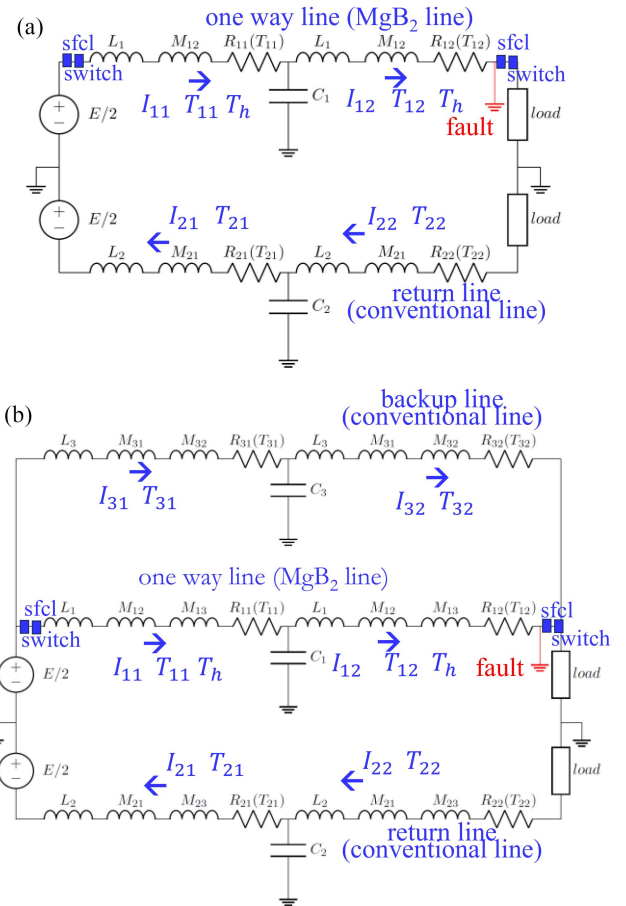 (a)
one way line (MgB₂ line)
sfcl L₁ M₁₂ R₁₁(T₁₁) L₁ M₁₂ R₁₂(T₁₂) sfcl
switch switch
I₁₁ T₁₁ T_h C₁ I₁₂ T₁₂ T_h
+ − E/2 fault load
I₂₁ T₂₁ I₂₂ T₂₂
+ − E/2 load
L₂ M₂₁ R₂₁(T₂₁) L₂ M₂₁ R₂₂(T₂₂)
C₂ return line
(conventional line)
(b)
backup line
(conventional line)
L₃ M₃₁ M₃₂ R₃₁(T₃₁) L₃ M₃₁ M₃₂ R₃₂(T₃₂)
I₃₁ T₃₁ C₃ I₃₂ T₃₂
one way line (MgB₂ line)
sfcl L₁ M₁₂ M₁₃ R₁₁(T₁₁) L₁ M₁₂ M₁₃ R₁₂(T₁₂) sfcl
switch switch
I₁₁ T₁₁ T_h C₁ I₁₂ T₁₂ T_h
+ − E/2 fault load
I₂₁ T₂₁ I₂₂ T₂₂
+ − E/2 load
L₂ M₂₁ M₂₃ R₂₁(T₂₁) L₂ M₂₁ M₂₃ R₂₂(T₂₂)
C₂ return line
(conventional line)